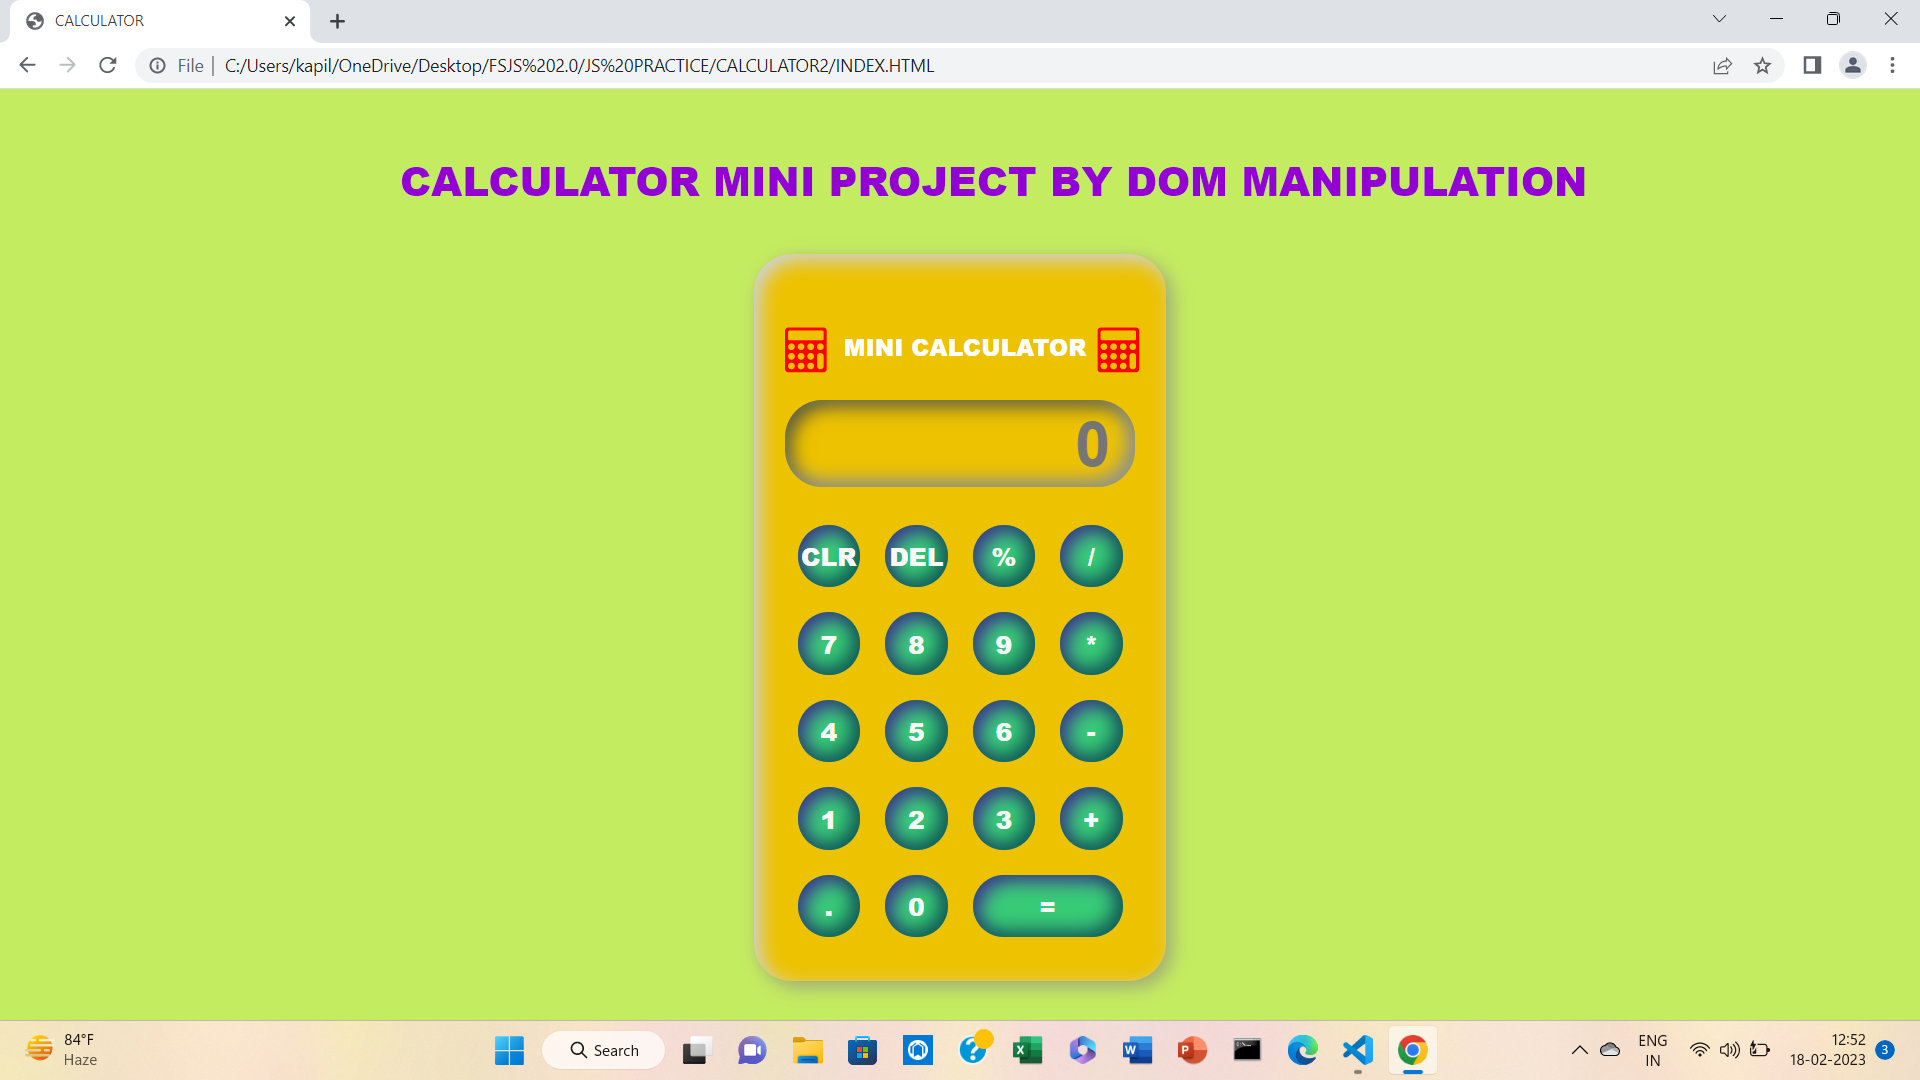 CALCULATOR
File | C:/Users/kapil/OneDrive/Desktop/FSJS%202.0/JS%20PRACTICE/CALCULATOR2/INDEX.HTML
CALCULATOR MINI PROJECT BY DOM MANIPULATION
MINI CALCULATOR
0
CLR DEL % /
7 8 9 *
4 5 6 -
1 2 3 +
. 0 =
84°F
Haze
Search
ENG
IN
12:52
18-02-2023
3